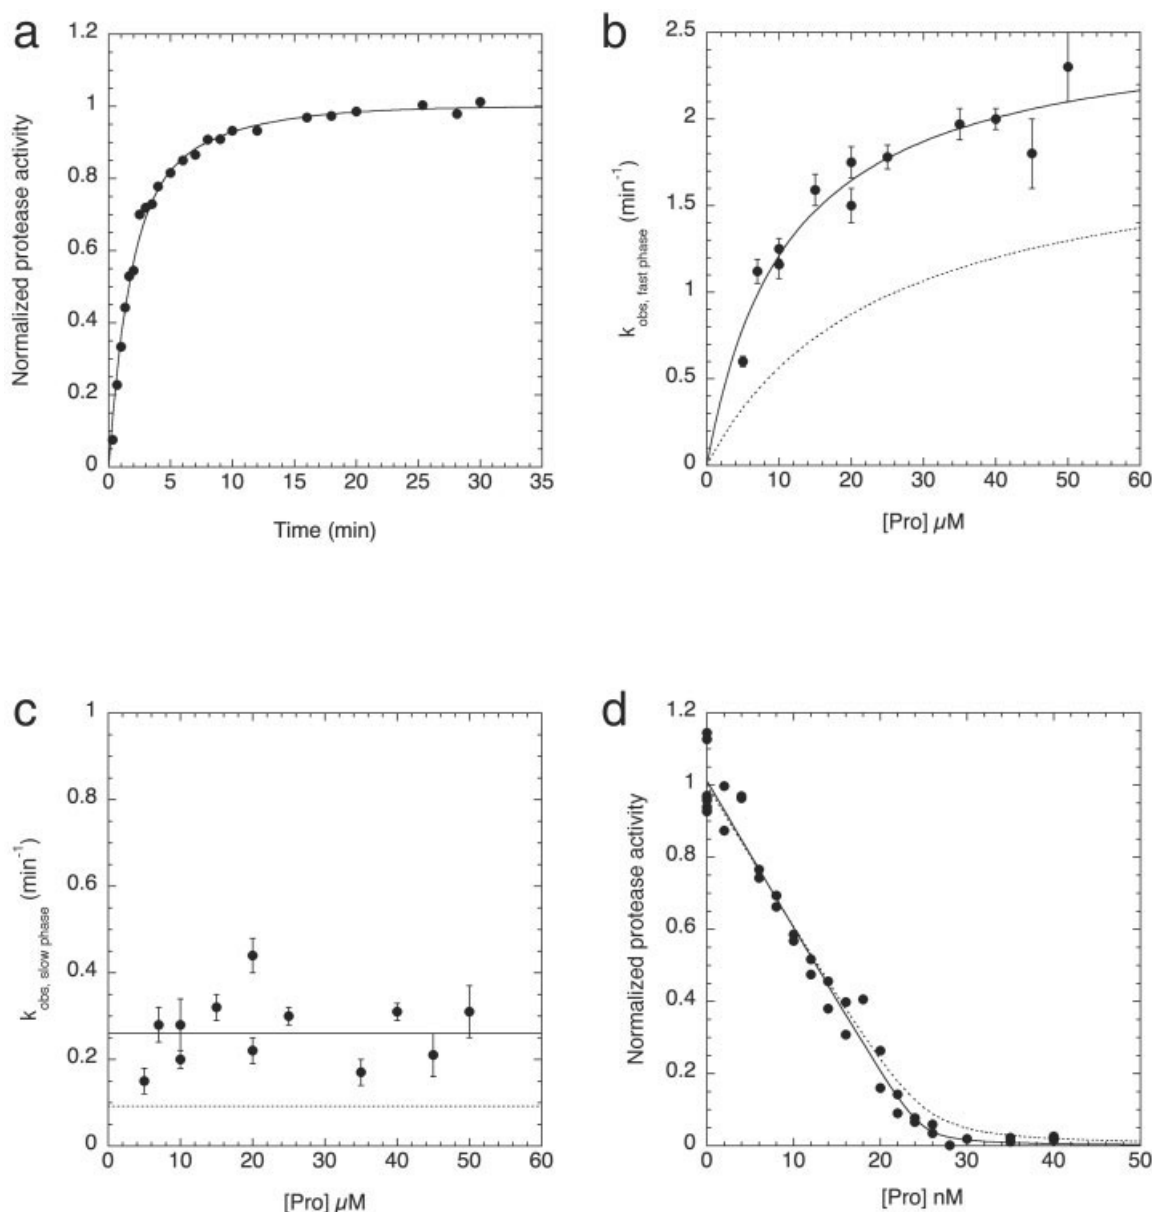 a
1.2
1
0.8
0.6
0.4
0.2
0
0 5 10 15 20 25 30 35
Normalized protease activity
Time (min)
b
2.5
2
1.5
1
0.5
0
0 10 20 30 40 50 60
k obs, fast phase (min-1)
[Pro] µM
c
1
0.8
0.6
0.4
0.2
0
0 10 20 30 40 50 60
k obs, slow phase (min-1)
[Pro] µM
d
1.2
1
0.8
0.6
0.4
0.2
0
0 10 20 30 40 50
Normalized protease activity
[Pro] nM